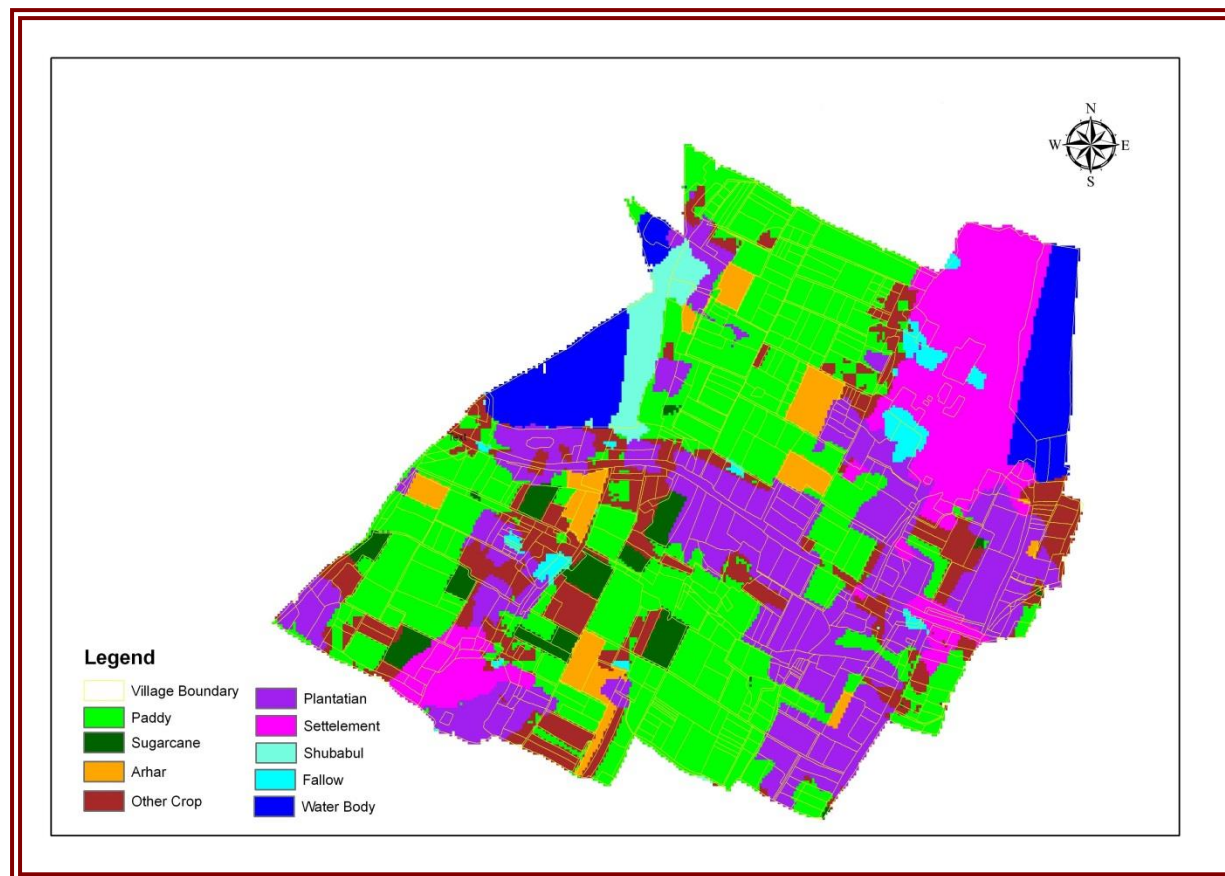 N
W E
S
Legend
Village Boundary
Paddy
Sugarcane
Arhar
Other Crop
Plantatian
Settelement
Shubabul
Fallow
Water Body